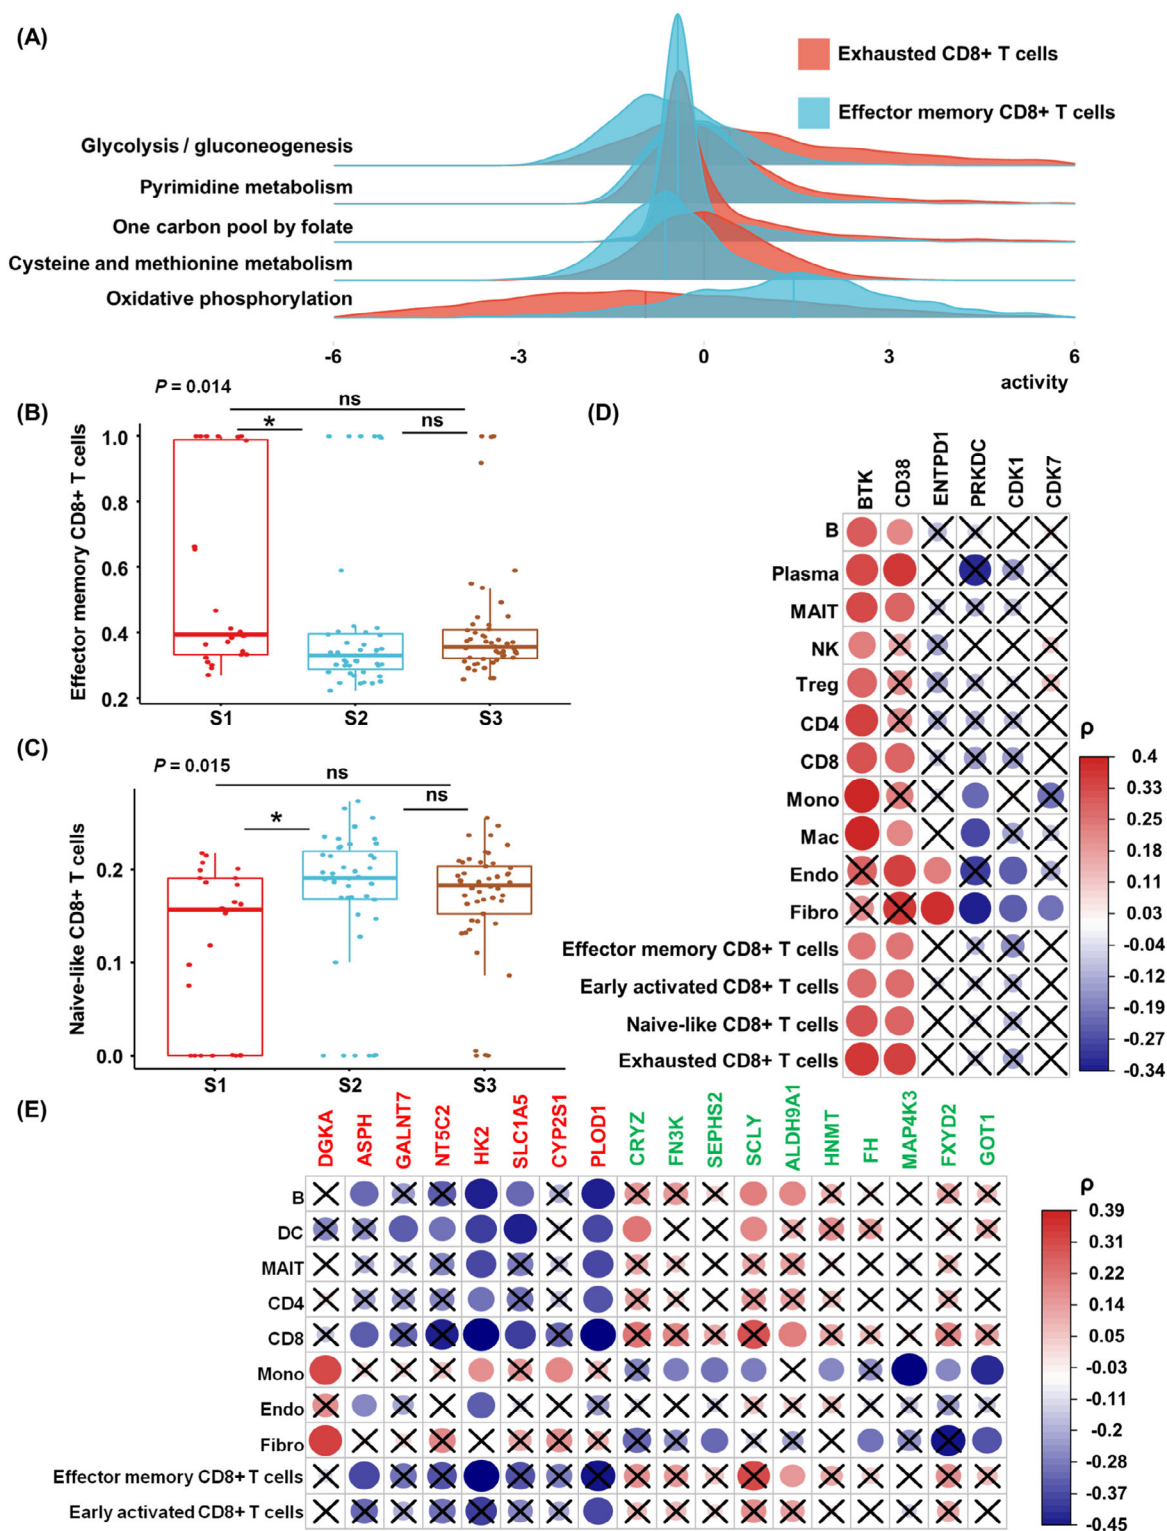 (A)
Exhausted CD8+ T cells
Effector memory CD8+ T cells
Glycolysis / gluconeogenesis
Pyrimidine metabolism
One carbon pool by folate
Cysteine and methionine metabolism
Oxidative phosphorylation
-6 -3 0 3 6
activity
(B)
P = 0.014
ns
*
ns
Effector memory CD8+ T cells
1.0
0.8
0.6
0.4
0.2
S1 S2 S3
(C)
P = 0.015
ns
*
ns
Naive-like CD8+ T cells
0.2
0.1
0.0
S1 S2 S3
(D)
BTK CD38 ENTPD1 PRKDC CDK1 CDK7
B
Plasma
MAIT
NK
Treg
CD4
CD8
Mono
Mac
Endo
Fibro
Effector memory CD8+ T cells
Early activated CD8+ T cells
Naive-like CD8+ T cells
Exhausted CD8+ T cells
ρ
0.4
0.33
0.25
0.18
0.11
0.03
-0.04
-0.12
-0.19
-0.27
-0.34
(E)
DGKA ASPH GALNT7 NT5C2 HK2 SLC1A5 CYP2S1 PLOD1 CRYZ FN3K SEPHS2 SCLY ALDH9A1 HNMT FH MAP4K3 FXYD2 GOT1
B
DC
MAIT
CD4
CD8
Mono
Endo
Fibro
Effector memory CD8+ T cells
Early activated CD8+ T cells
ρ
0.39
0.31
0.22
0.14
0.05
-0.03
-0.11
-0.2
-0.28
-0.37
-0.45